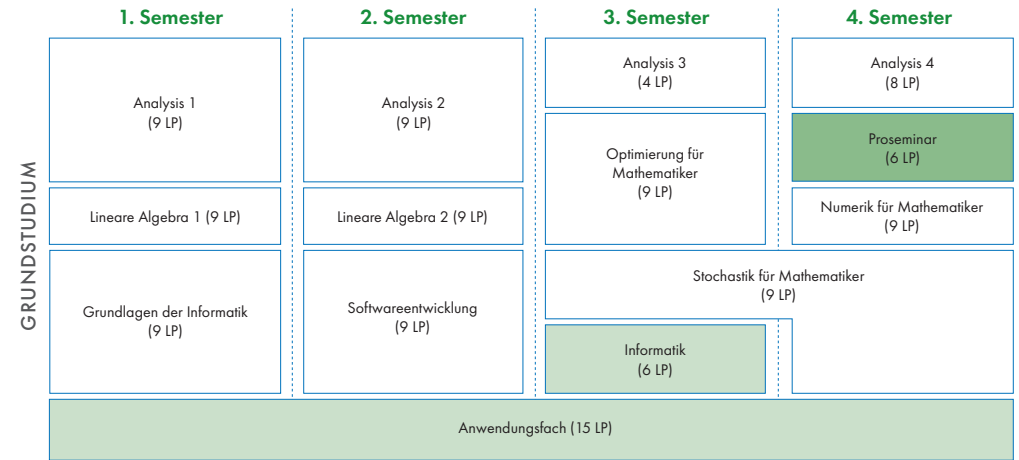 1. Semester
2. Semester
3. Semester
4. Semester
GRUNDSTUDIUM
Analysis 1
(9 LP)
Analysis 2
(9 LP)
Analysis 3
(4 LP)
Analysis 4
(8 LP)
Optimierung für
Mathematiker
(9 LP)
Proseminar
(6 LP)
Lineare Algebra 1 (9 LP)
Lineare Algebra 2 (9 LP)
Numerik für Mathematiker
(9 LP)
Grundlagen der Informatik
(9 LP)
Softwareentwicklung
(9 LP)
Stochastik für Mathematiker
(9 LP)
Informatik
(6 LP)
Anwendungsfach (15 LP)